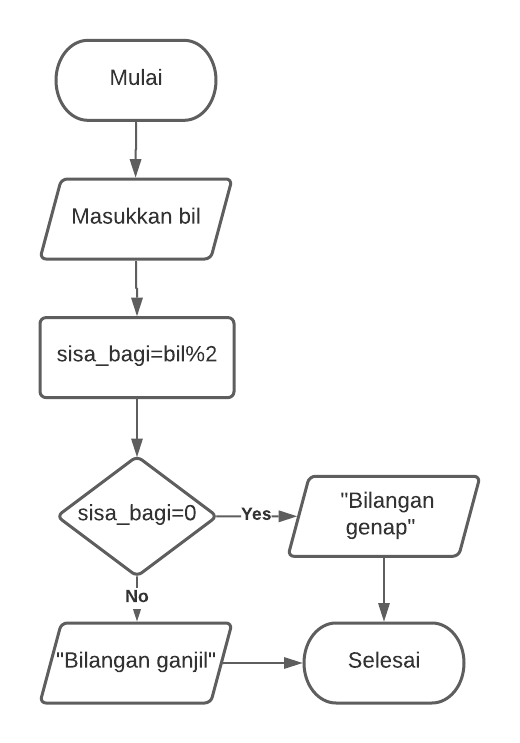 Mulai
Masukkan bil
sisa_bagi=bil%2
sisa_bagi=0
Yes
"Bilangan
genap"
No
"Bilangan ganjil"
Selesai